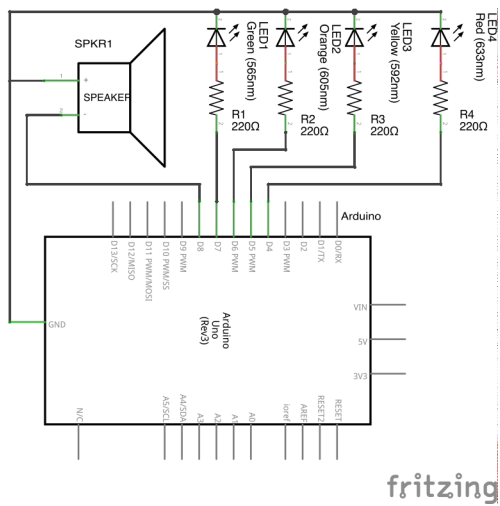 SPKR1
SPEAKER
1
+
2
-
LED1
Green (565nm)
LED2
Orange (605nm)
LED3
Yellow (592nm)
LED4
Red (633nm)
R1
220Ω
R2
220Ω
R3
220Ω
R4
220Ω
Arduino
D13/SCK
D12/MISO
D11 PWM/MOSI
D10 PWM/SS
D9 PWM
D8
D7
D6 PWM
D5 PWM
D4
D3 PWM
D2
D1/TX
D0/RX
GND
Arduino
Uno
(Rev3)
VIN
5V
3V3
N/C
A5/SCL
A4/SDA
A3
A2
A1
A0
ioref
AREF
RESET2
RESET
fritzing